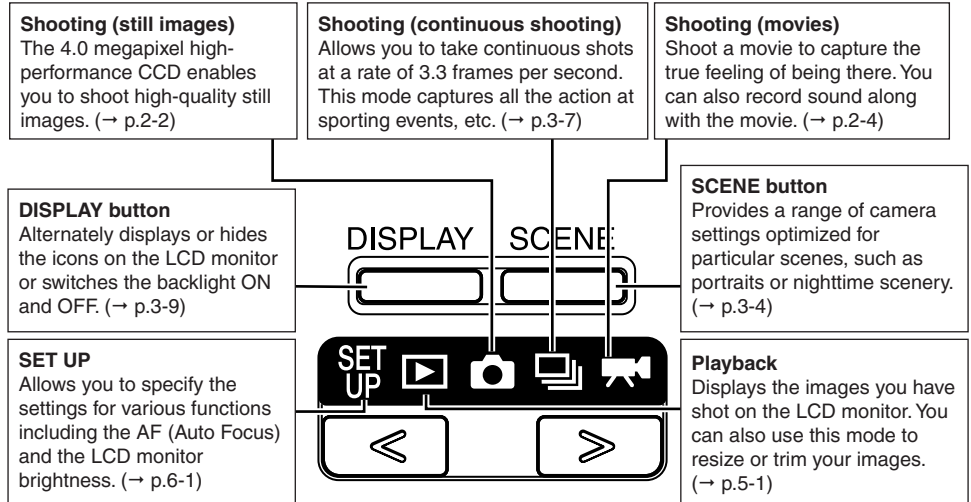 Shooting (still images)
The 4.0 megapixel high-
performance CCD enables
you to shoot high-quality still
images. (→ p.2-2)
Shooting (continuous shooting)
Allows you to take continuous shots
at a rate of 3.3 frames per second.
This mode captures all the action at
sporting events, etc. (→ p.3-7)
Shooting (movies)
Shoot a movie to capture the
true feeling of being there. You
can also record sound along
with the movie. (→ p.2-4)
DISPLAY button
Alternately displays or hides
the icons on the LCD monitor
or switches the backlight ON
and OFF. (→ p.3-9)
DISPLAY SCENE
SCENE button
Provides a range of camera
settings optimized for
particular scenes, such as
portraits or nighttime scenery.
(→ p.3-4)
SET UP
Allows you to specify the
settings for various functions
including the AF (Auto Focus)
and the LCD monitor
brightness. (→ p.6-1)
SET
UP
Playback
Displays the images you have
shot on the LCD monitor. You
can also use this mode to
resize or trim your images.
(→ p.5-1)